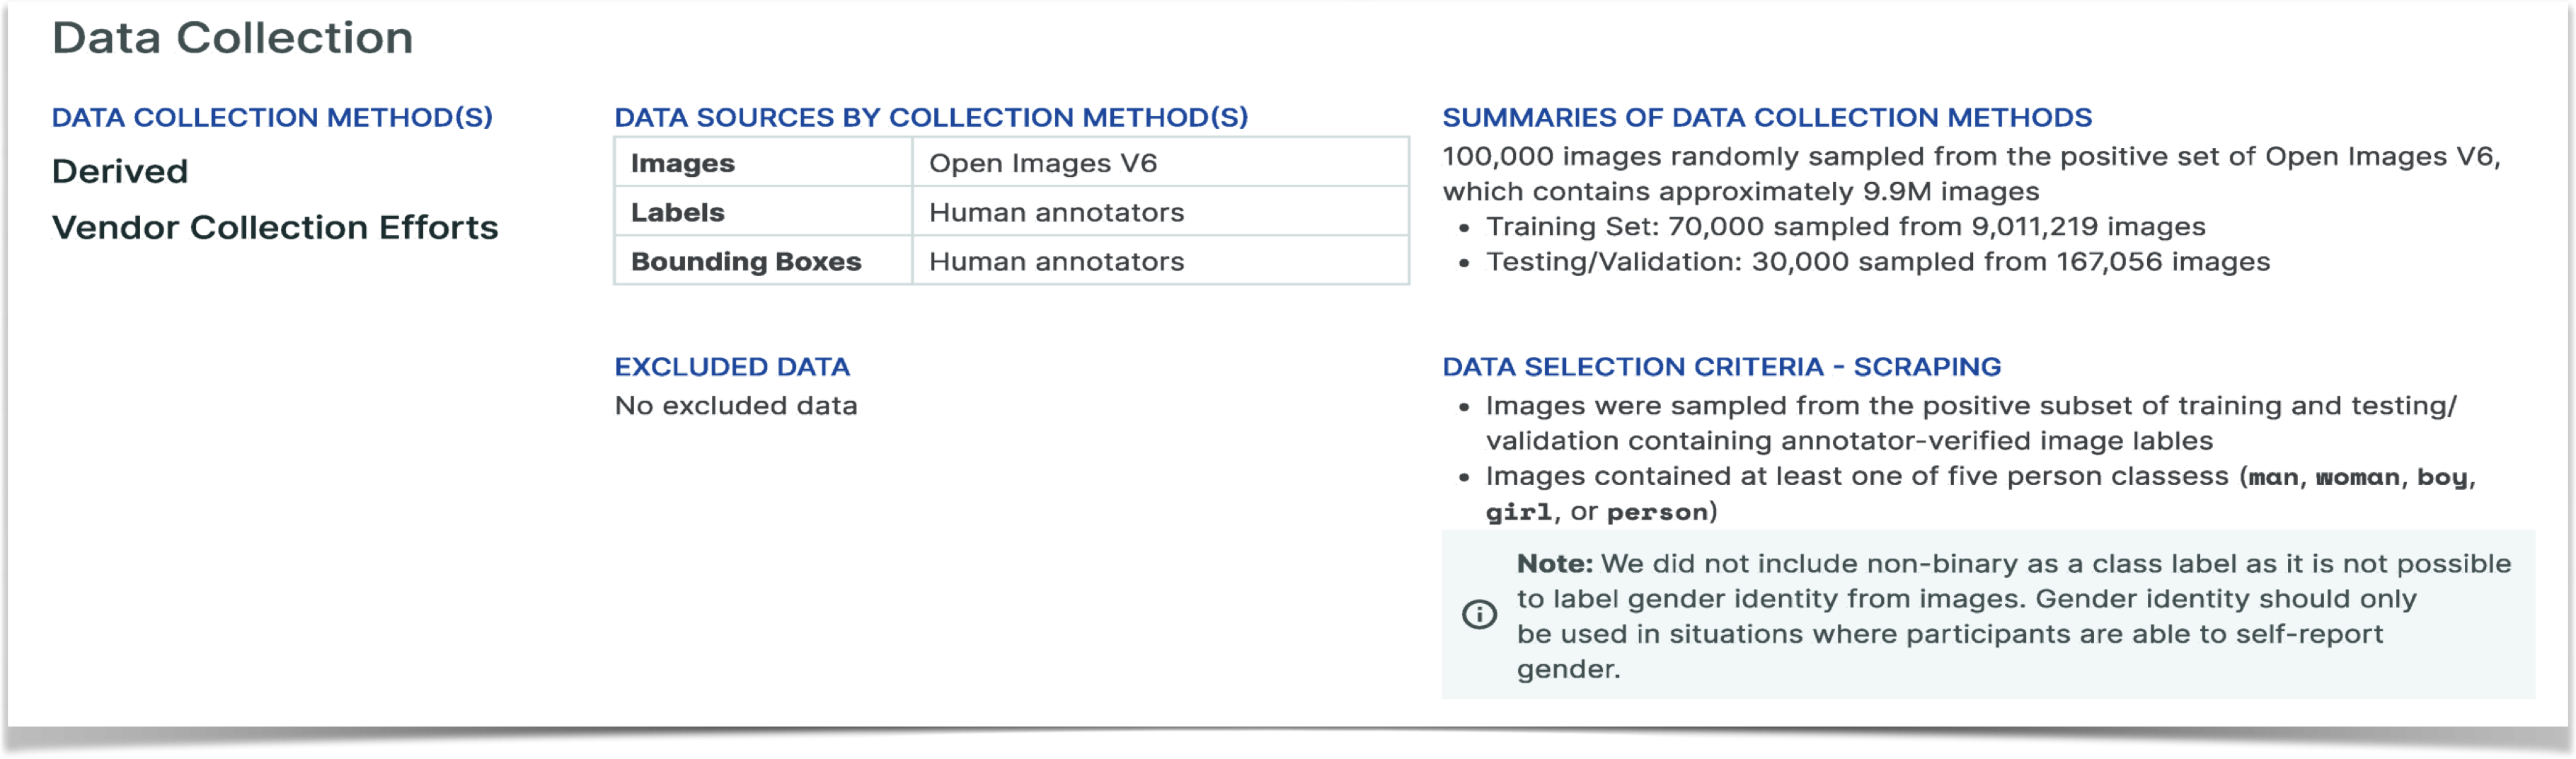 Data Collection
DATA COLLECTION METHOD(S)
Derived
Vendor Collection Efforts
DATA SOURCES BY COLLECTION METHOD(S)
Images Open Images V6
Labels Human annotators
Bounding Boxes Human annotators
EXCLUDED DATA
No excluded data
SUMMARIES OF DATA COLLECTION METHODS
100,000 images randomly sampled from the positive set of Open Images V6,
which contains approximately 9.9M images
• Training Set: 70,000 sampled from 9,011,219 images
• Testing/Validation: 30,000 sampled from 167,056 images
DATA SELECTION CRITERIA - SCRAPING
• Images were sampled from the positive subset of training and testing/
validation containing annotator-verified image lables
• Images contained at least one of five person classess (man, woman, boy,
girl, or person)
Note: We did not include non-binary as a class label as it is not possible
to label gender identity from images. Gender identity should only
be used in situations where participants are able to self-report
gender.